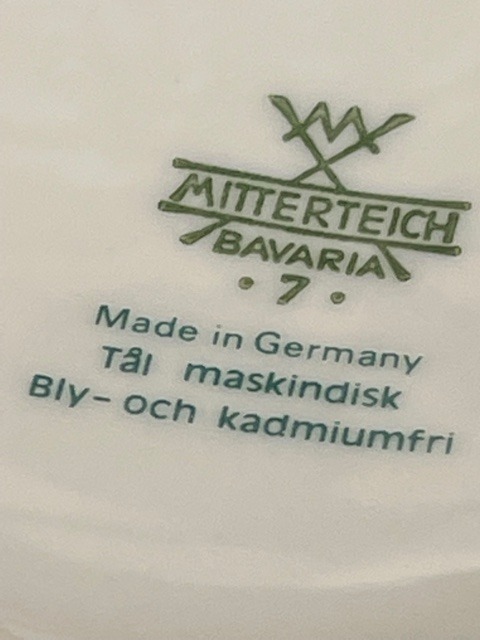 M
MITTERTEICH
BAVARIA
• 7 •
Made in Germany
Tål maskindisk
Bly- och kadmiumfri